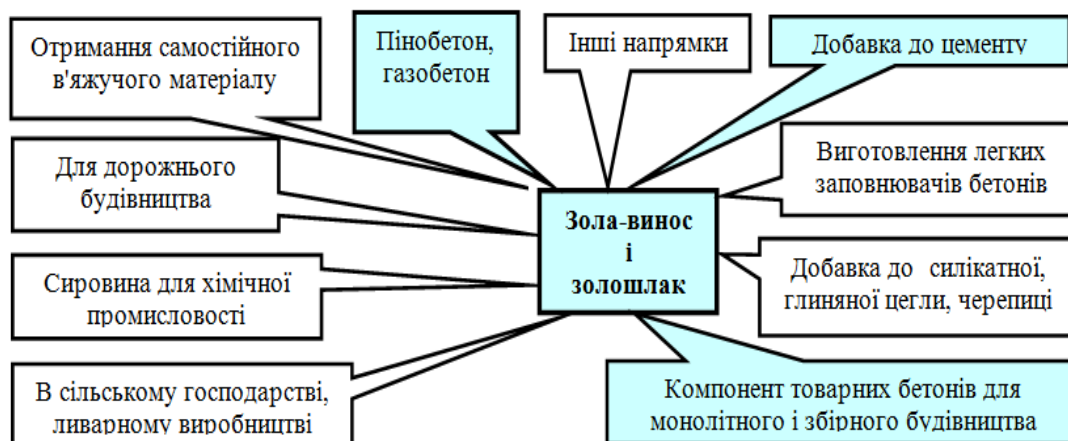 Отримання самостійного
в'яжучого матеріалу
Пінобетон,
газобетон
Інші напрямки
Добавка до цементу
Для дорожнього
будівництва
Виготовлення легких
заповнювачів бетонів
Зола-винос
і
золошлак
Сировина для хімічної
промисловості
Добавка до силікатної,
глиняної цегли, черепиці
В сільському господарстві,
ливарному виробництві
Компонент товарних бетонів для
монолітного і збірного будівництва